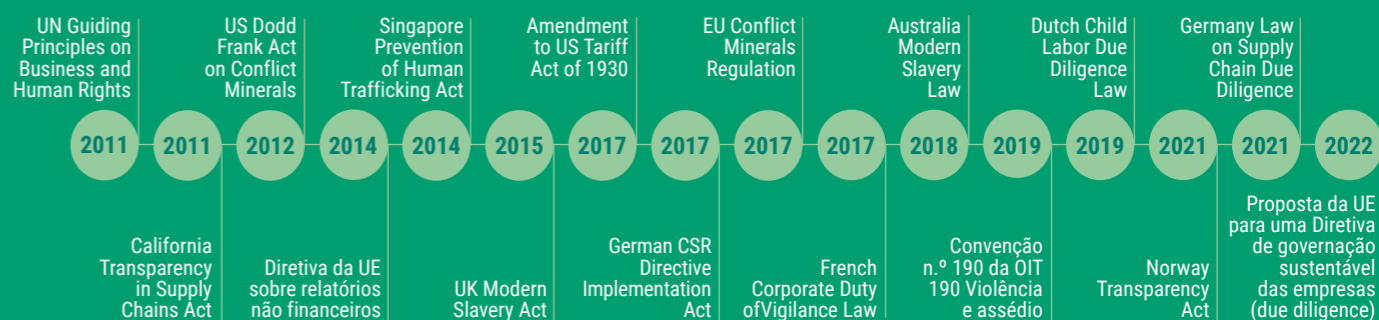 UN Guiding
Principles on
Business and
Human Rights
US Dodd
Frank Act
on Conflict
Minerals
Singapore
Prevention
of Human
Trafficking Act
Amendment
to US Tariff
Act of 1930
EU Conflict
Minerals
Regulation
Australia
Modern
Slavery
Law
Dutch Child
Labor Due
Diligence
Law
Germany Law
on Supply
Chain Due
Diligence
2011
2011
2012
2014
2014
2015
2017
2017
2017
2017
2018
2019
2019
2021
2021
2022
California
Transparency
in Supply
Chains Act
Diretiva da UE
sobre relatórios
não financeiros
UK Modern
Slavery Act
German CSR
Directive
Implementation
Act
French
Corporate Duty
ofVigilance Law
Convenção
n.º 190 da OIT
190 Violência
e assédio
Norway
Transparency
Act
Proposta da UE
para uma Diretiva
de governação
sustentável
das empresas
(due diligence)